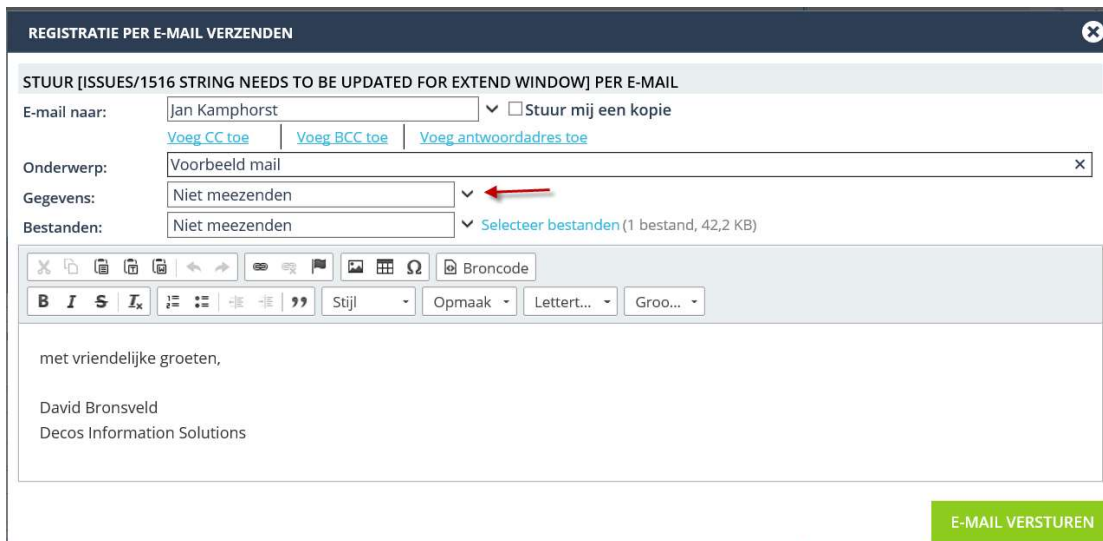 REGISTRATIE PER E-MAIL VERZENDEN
STUUR [ISSUES/1516 STRING NEEDS TO BE UPDATED FOR EXTEND WINDOW] PER E-MAIL
E-mail naar: Jan Kamphorst Stuur mij een kopie
Voeg CC toe Voeg BCC toe Voeg antwoordadres toe
Onderwerp: Voorbeeld mail
Gegevens: Niet meezenden
Bestanden: Niet meezenden Selecteer bestanden (1 bestand, 42,2 KB)
Ω Broncode
B I S Ix Stijl Opmaak Lettert... Groo...
met vriendelijke groeten,
David Bronsveld
Decos Information Solutions
E-MAIL VERSTUREN